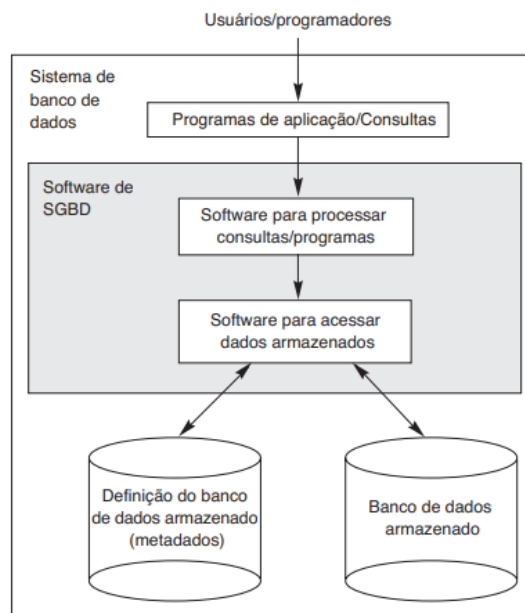 Usuários/programadores
Sistema de
banco de
dados
Programas de aplicação/Consultas
Software de
SGBD
Software para processar
consultas/programas
Software para acessar
dados armazenados
Definição do banco
de dados armazenado
(metadados)
Banco de dados
armazenado